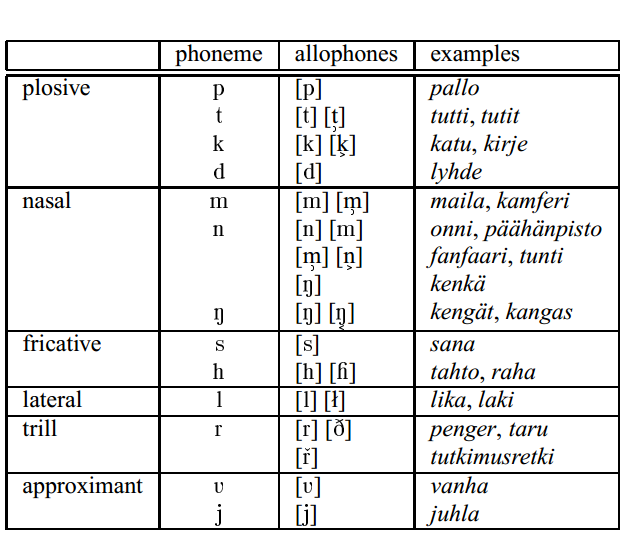 phoneme allophones examples
plosive p [p] pallo
t [t] [t̹] tutti, tutit
k [k] [k̹] katu, kirje
d [d] lyhde
nasal m [m] [m̹] maila, kamferi
n [n] [m] onni, päähänpisto
[m̹] [n̹] fanfaari, tunti
[ŋ] kenkä
ŋ [ŋ] [ŋ̹] kengät, kangas
fricative s [s] sana
h [h] [ɦ] tahto, raha
lateral l [l] [ł] lika, laki
trill r [r] [ð] penger, taru
[ř] tutkimusretki
approximant ʋ [ʋ] vanha
j [j] juhla